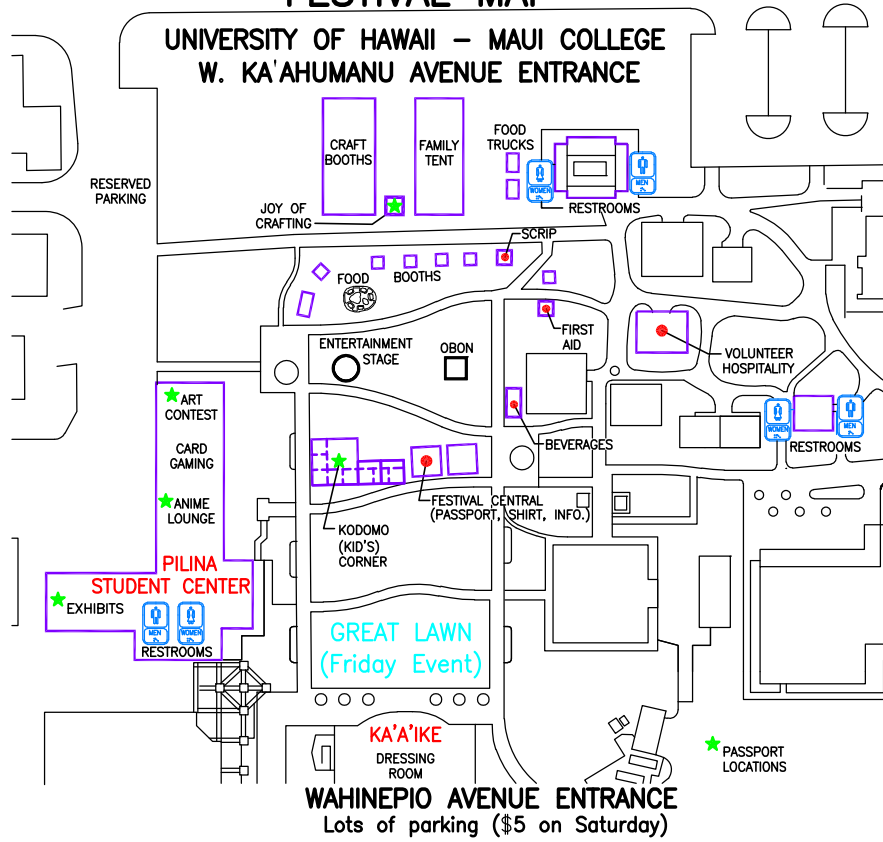 FESTIVAL MAP
UNIVERSITY OF HAWAII – MAUI COLLEGE
W. KA'AHUMANU AVENUE ENTRANCE
CRAFT
BOOTHS
FAMILY
TENT
FOOD
TRUCKS
WOMEN
MEN
RESTROOMS
RESERVED
PARKING
JOY OF
CRAFTING
SCRIP
FOOD
BOOTHS
FIRST
AID
VOLUNTEER
HOSPITALITY
ENTERTAINMENT
STAGE
OBON
ART
CONTEST
CARD
GAMING
ANIME
LOUNGE
BEVERAGES
WOMEN
MEN
RESTROOMS
FESTIVAL CENTRAL
(PASSPORT, SHIRT, INFO.)
KODOMO
(KID'S)
CORNER
PILINA
STUDENT CENTER
EXHIBITS
MEN
WOMEN
RESTROOMS
GREAT LAWN
(Friday Event)
KA'A'IKE
DRESSING
ROOM
PASSPORT
LOCATIONS
WAHINEPIO AVENUE ENTRANCE
Lots of parking ($5 on Saturday)